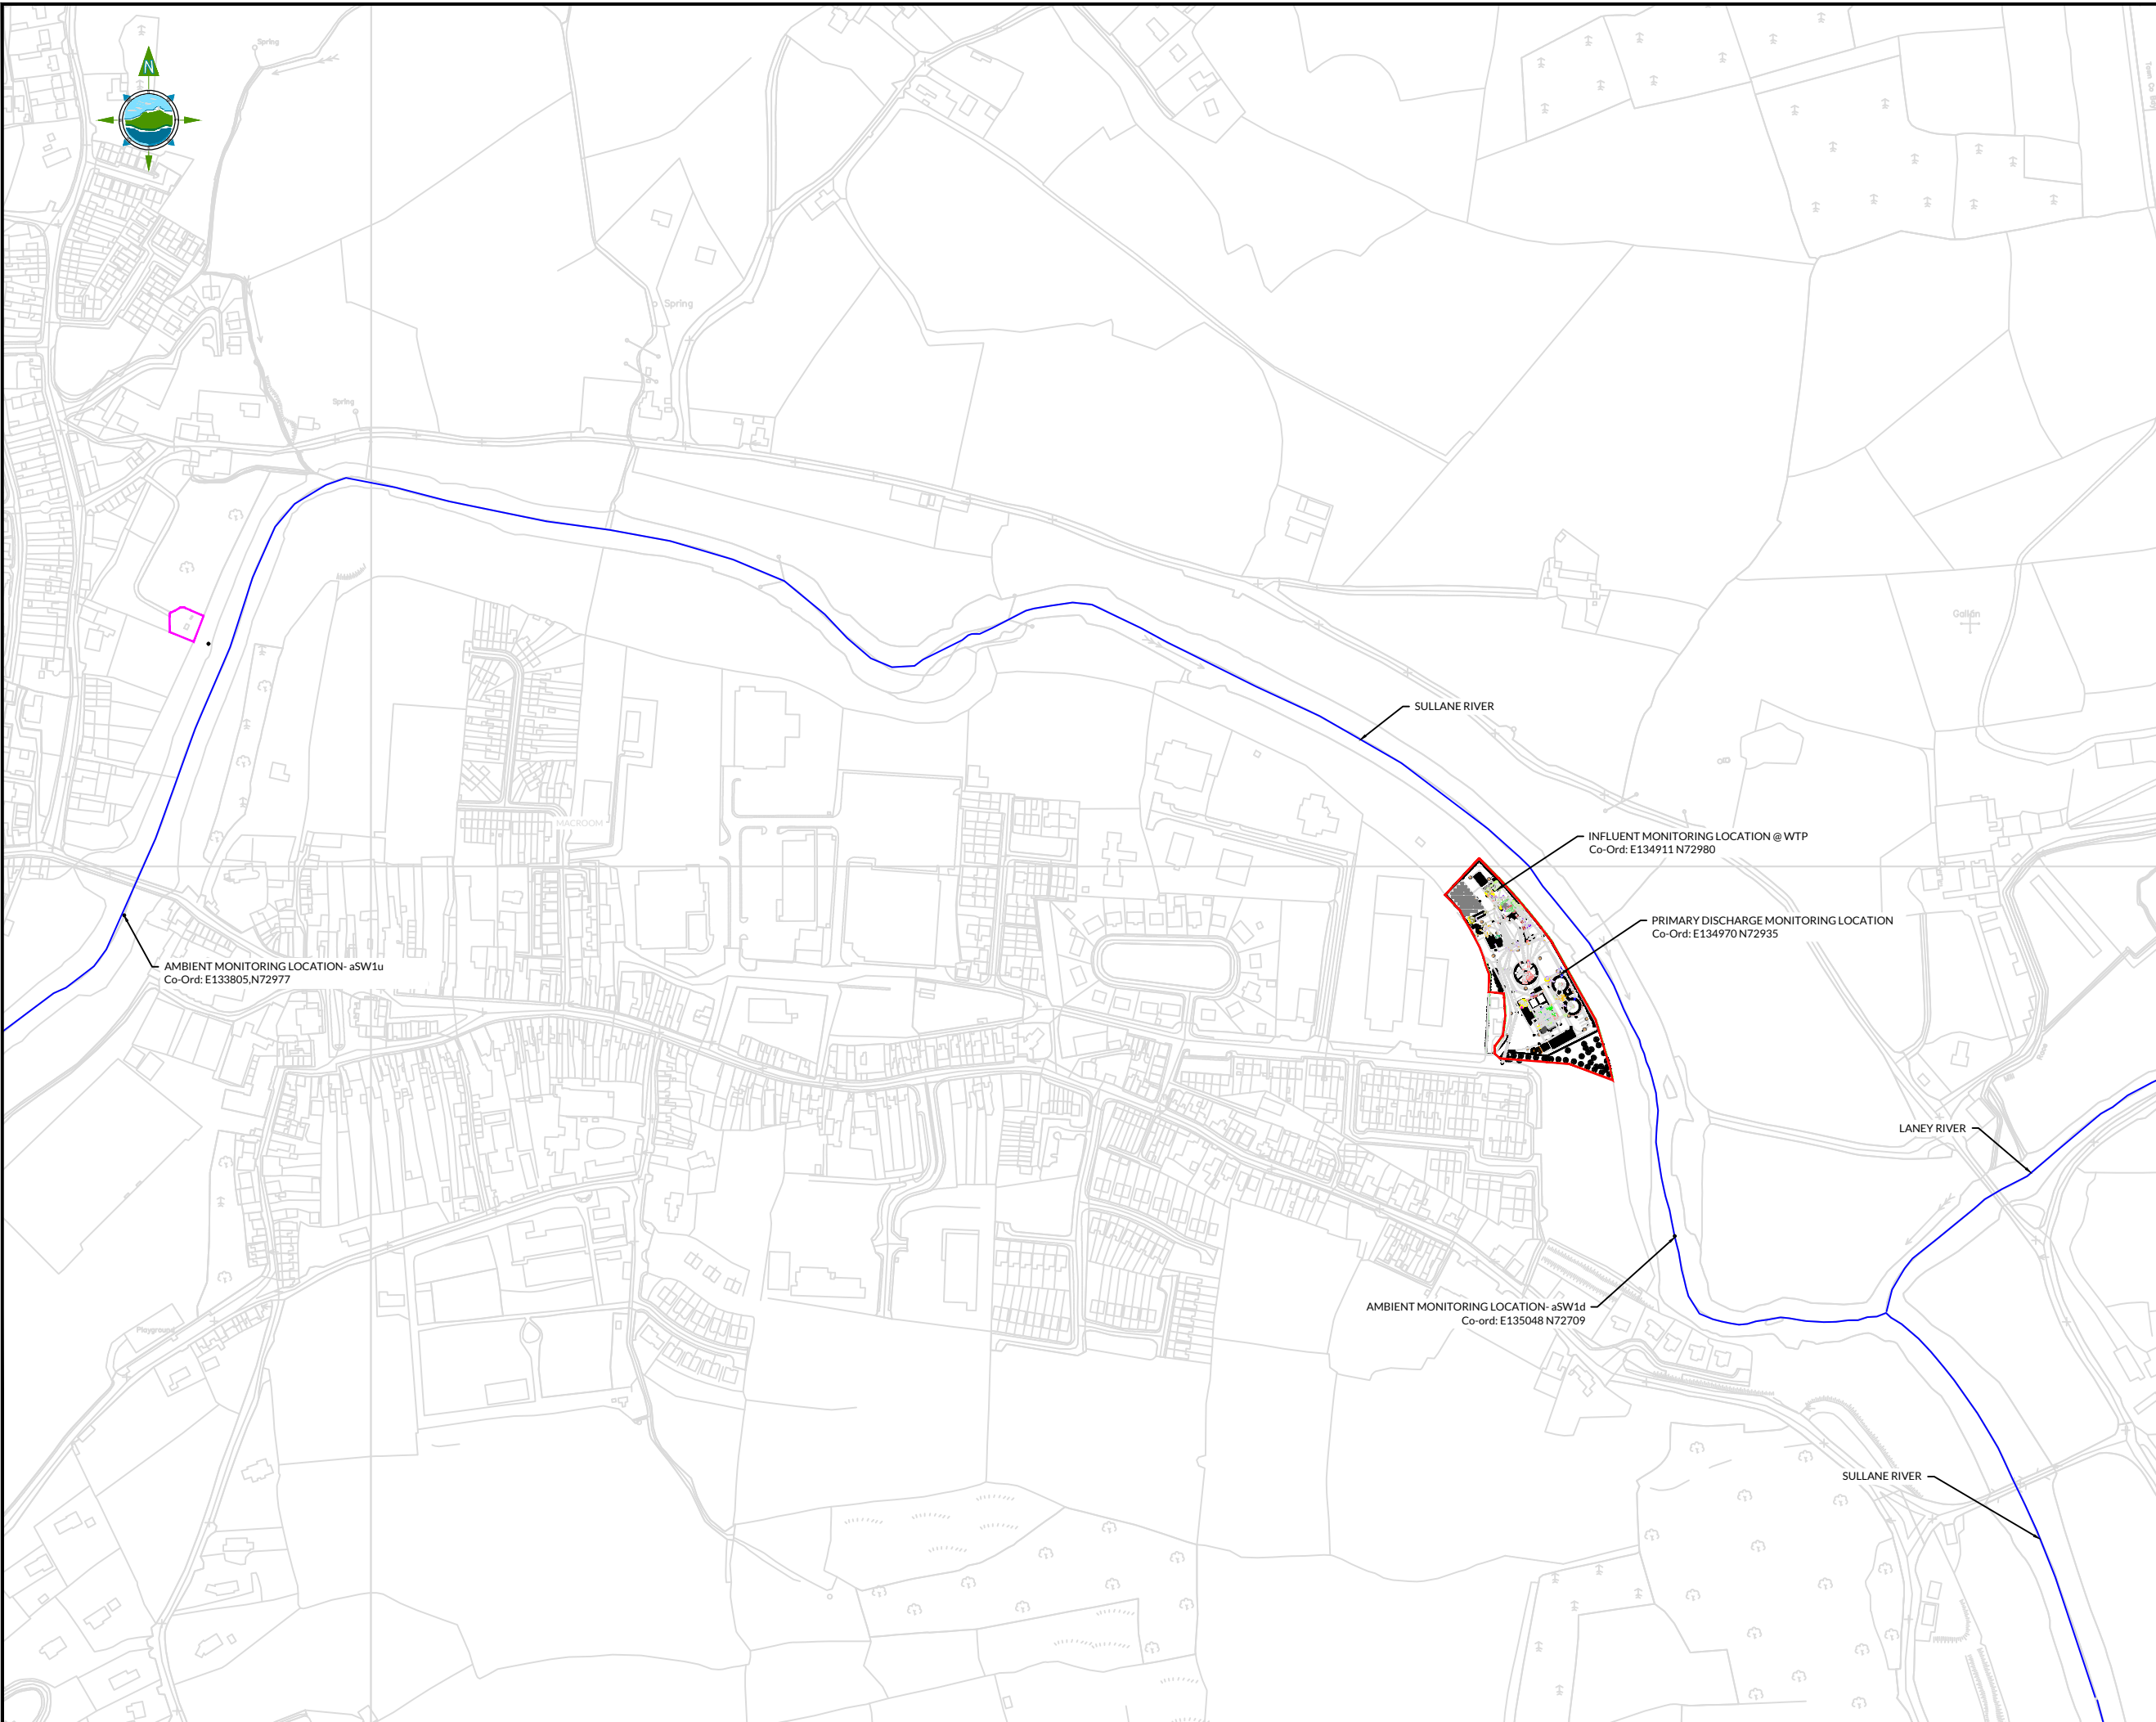 N
Spring
Spring
Spring
Gallán
SULLANE RIVER
MACROOM
INFLUENT MONITORING LOCATION @ WTP
Co-Ord: E134911 N72980
PRIMARY DISCHARGE MONITORING LOCATION
Co-Ord: E134970 N72935
AMBIENT MONITORING LOCATION- aSW1u
Co-Ord: E133805,N72977
LANEY RIVER
AMBIENT MONITORING LOCATION- aSW1d
Co-ord: E135048 N72709
Playground
SULLANE RIVER